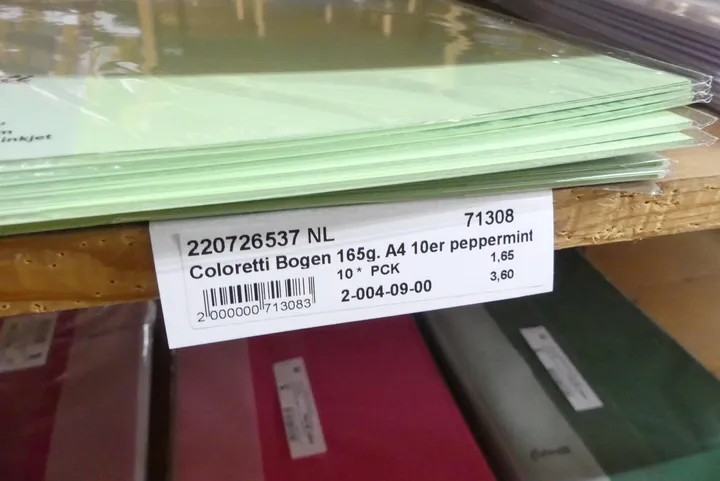 inkjet
220726537 NL 71308
Coloretti Bogen 165g. A4 10er peppermint
10 * PCK 1,65
2-004-09-00 3,60
2 000000 713083